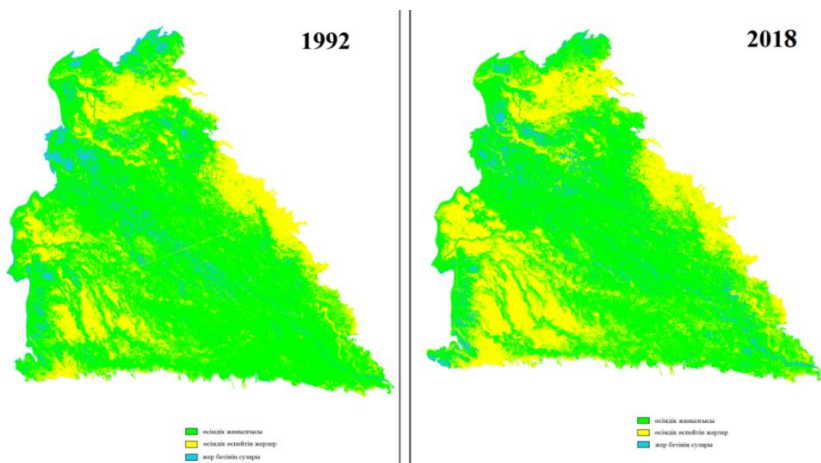 1992
өсімдік жамылғысы
өсімдік өспейтін жерлер
жер бетінің сулары
2018
өсімдік жамылғысы
өсімдік өспейтін жерлер
жер бетінің сулары